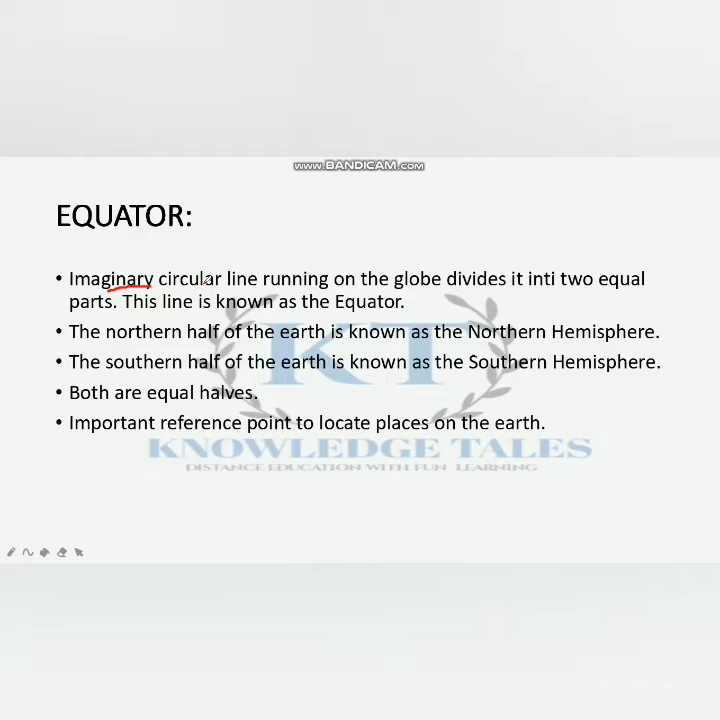 www.BANDICAM.com
EQUATOR:
• Imaginary circular line running on the globe divides it inti two equal
parts. This line is known as the Equator.
• The northern half of the earth is known as the Northern Hemisphere.
• The southern half of the earth is known as the Southern Hemisphere.
• Both are equal halves.
• Important reference point to locate places on the earth.
KT
KNOWLEDGE TALES
DISTANCE EDUCATION WITH FUN LEARNING